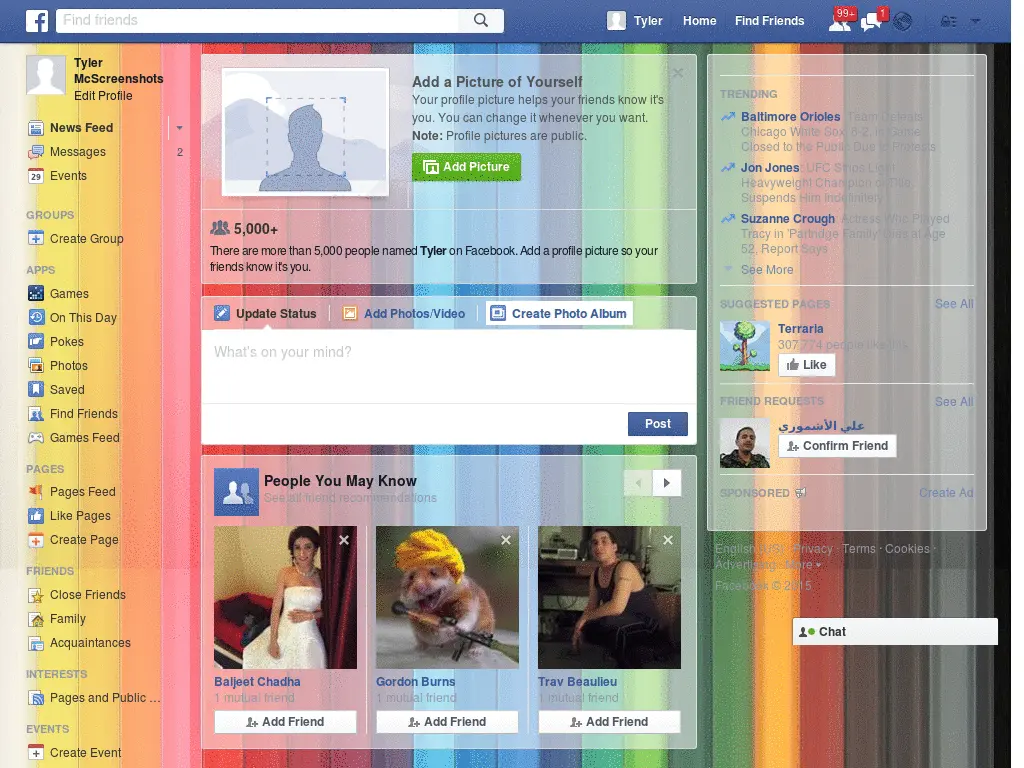 f
Find friends
Tyler
Home
Find Friends
99+
1
Tyler
McScreenshots
Edit Profile
News Feed
Messages
2
29
Events
GROUPS
Create Group
APPS
Games
On This Day
Pokes
Photos
Saved
Find Friends
Games Feed
PAGES
Pages Feed
Like Pages
Create Page
FRIENDS
Close Friends
Family
Acquaintances
INTERESTS
Pages and Public ...
EVENTS
Create Event
Add a Picture of Yourself
Your profile picture helps your friends know it's
you. You can change it whenever you want.
Note: Profile pictures are public.
Add Picture
5,000+
There are more than 5,000 people named Tyler on Facebook. Add a profile picture so your
friends know it's you.
Update Status
Add Photos/Video
Create Photo Album
What's on your mind?
Post
People You May Know
See all friend recommendations
Baljeet Chadha
1 mutual friend
Add Friend
Gordon Burns
1 mutual friend
Add Friend
Trav Beaulieu
1 mutual friend
Add Friend
TRENDING
Baltimore Orioles: Team Defeats
Chicago White Sox, 8-2, in Game
Closed to the Public Due to Protests
Jon Jones: UFC Strips Light
Heavyweight Champion of Title,
Suspends Him Indefinitely
Suzanne Crough: Actress Who Played
Tracy in 'Partridge Family' Dies at Age
52, Report Says
See More
SUGGESTED PAGES
See All
Terraria
307,774 people like this
Like
FRIEND REQUESTS
See All
علي الأشموري
Confirm Friend
SPONSORED
Create Ad
English (US) · Privacy · Terms · Cookies ·
Advertising · More
Facebook © 2015
Chat